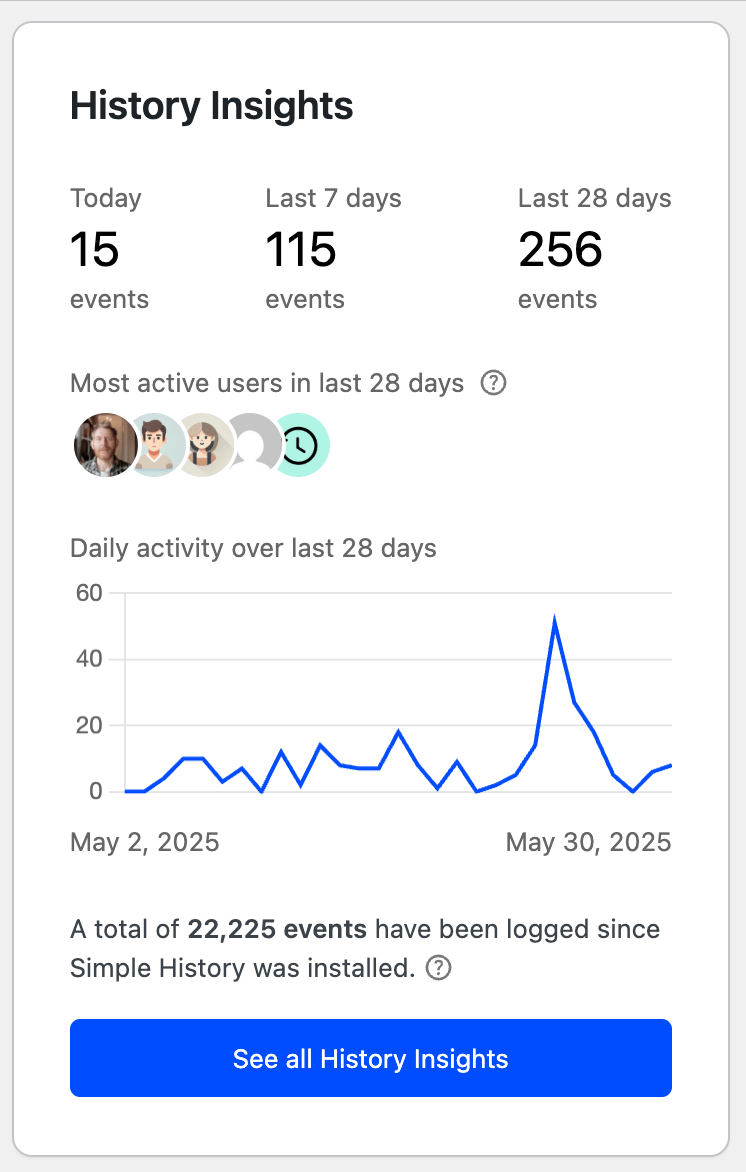 History Insights
Today
15
events
Last 7 days
115
events
Last 28 days
256
events
Most active users in last 28 days ?
Daily activity over last 28 days
60
40
20
0
May 2, 2025
May 30, 2025
A total of 22,225 events have been logged since
Simple History was installed. ?
See all History Insights